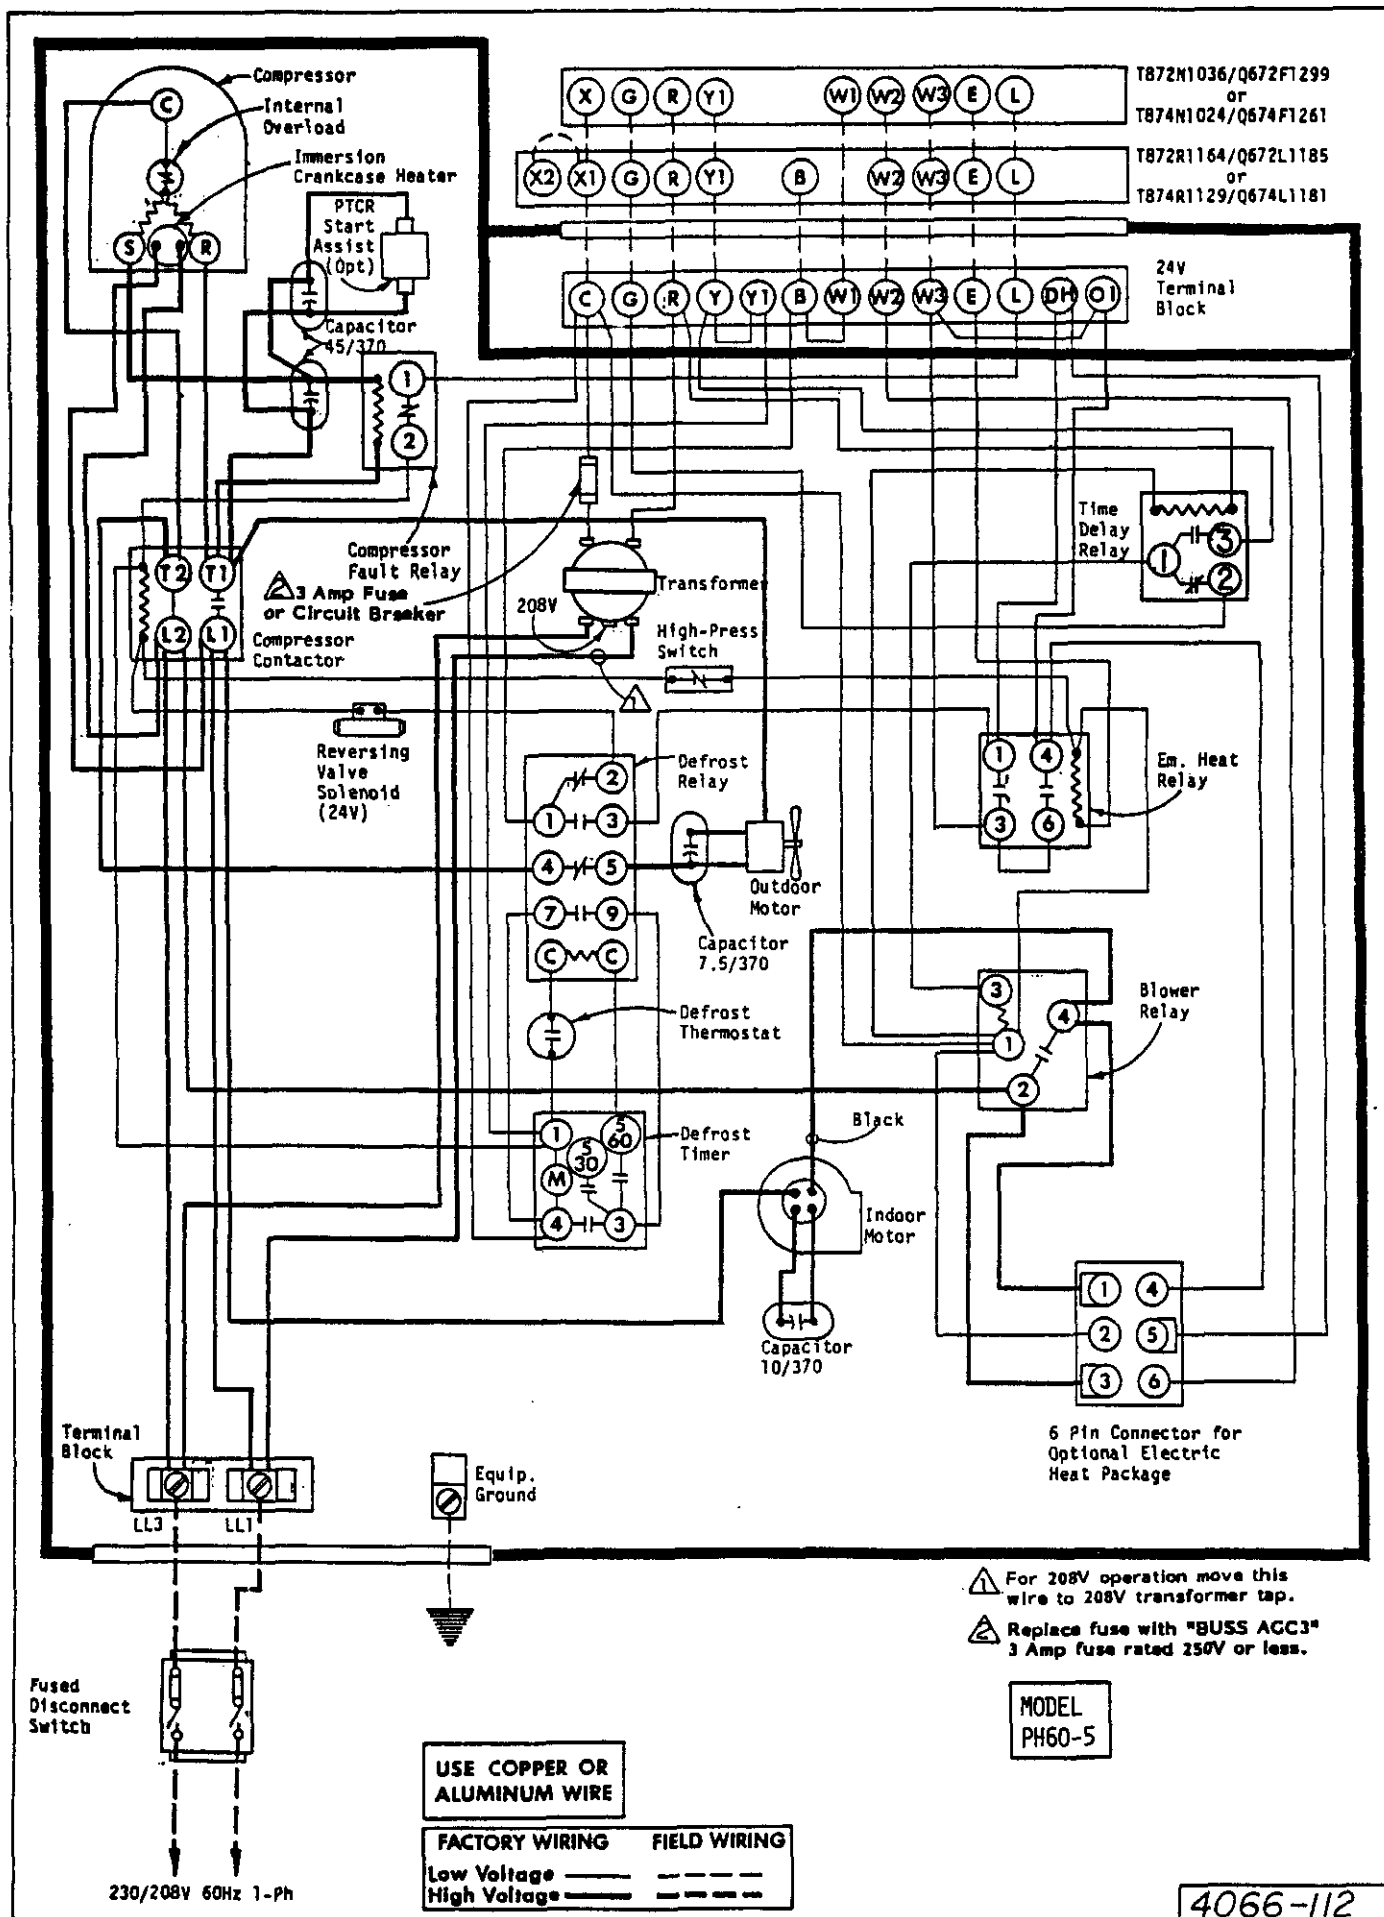 Compressor
C
Internal
Overload
Immersion
Crankcase Heater
S
R
PTCR
Start
Assist
(Opt)
Capacitor
45/370
1
2
X
G
R
Y1
W1
W2
W3
E
L
T872N1036/Q672F1299
or
T874N1024/Q674F1261
X2
X1
G
R
Y1
B
W2
W3
E
L
T872R1164/Q672L1185
or
T874R1129/Q674L1181
C
G
R
Y
Y1
B
W1
W2
W3
E
L
DH
O1
24V
Terminal
Block
Time
Delay
Relay
1
3
2
T2
T1
L2
L1
Compressor
Fault Relay
2 3 Amp Fuse
or Circuit Breaker
Compressor
Contactor
208V
Transformer
High-Press
Switch
1
Reversing
Valve
Solenoid
(24V)
Defrost
Relay
2
1
3
4
5
7
9
C
C
Outdoor
Motor
Capacitor
7.5/370
1
4
3
6
Em. Heat
Relay
Defrost
Thermostat
3
4
1
2
Blower
Relay
1
S
30
S
60
M
4
3
Defrost
Timer
Black
Indoor
Motor
Capacitor
10/370
1
4
2
5
3
6
6 Pin Connector for
Optional Electric
Heat Package
Terminal
Block
LL3
LL1
Equip.
Ground
1 For 208V operation move this
wire to 208V transformer tap.
2 Replace fuse with "BUSS AGC3"
3 Amp fuse rated 250V or less.
Fused
Disconnect
Switch
230/208V 60Hz 1-Ph
MODEL
PH60-5
USE COPPER OR
ALUMINUM WIRE
FACTORY WIRING FIELD WIRING
Low Voltage
High Voltage
4066-112